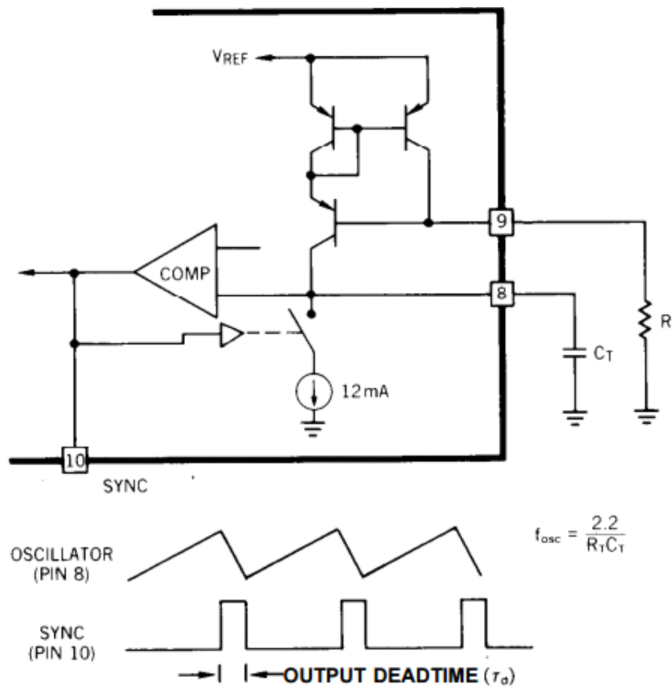 VREF
9
COMP
8
R
CT
12mA
10
SYNC
fosc = 2.2 / RTCT
OSCILLATOR
(PIN 8)
SYNC
(PIN 10)
OUTPUT DEADTIME (τd)